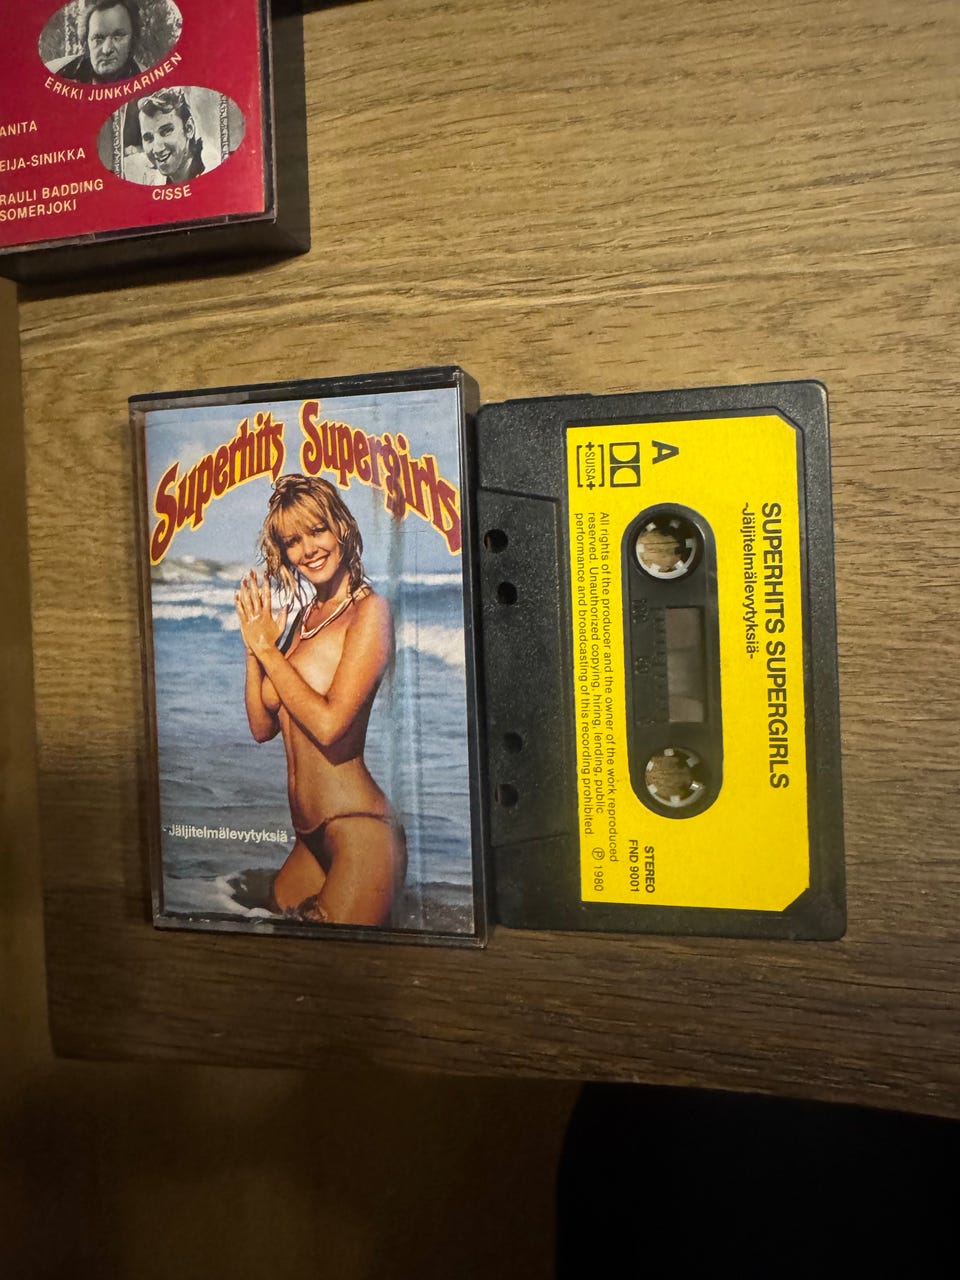 ERKKI JUNKKARINEN
ANITA
EIJA-SINIKKA
RAULI BADDING
SOMERJOKI
CISSE
Superhits Supergirls
-Jäljitelmälevytyksiä-
A
+SUISA+
SUPERHITS SUPERGIRLS
-Jäljitelmälevytyksiä-
All rights of the producer and the owner of the work reproduced
reserved. Unauthorized copying, hiring, lending, public
performance and broadcasting of this recording prohibited.
Ⓟ 1980
STEREO
FND 9001